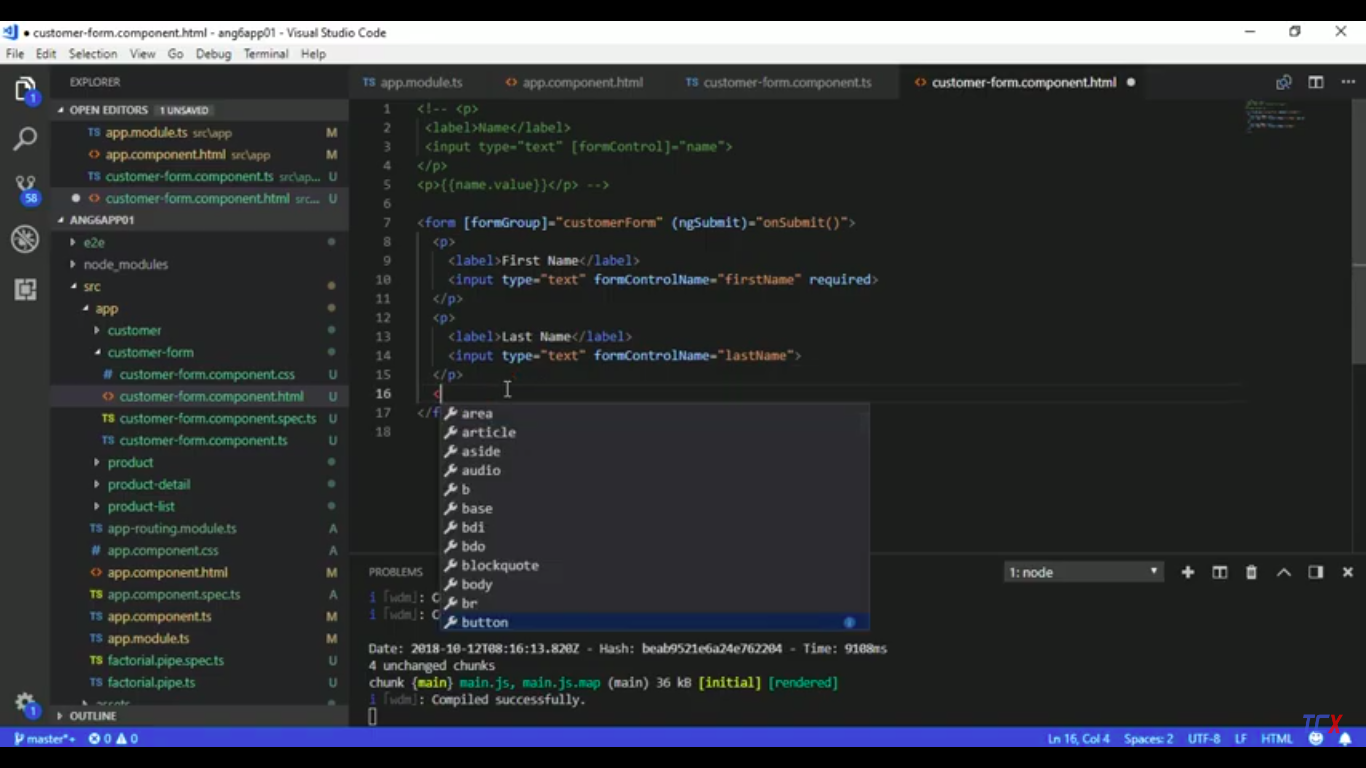 customer-form.component.html - ang6app01 - Visual Studio Code
File Edit Selection View Go Debug Terminal Help
EXPLORER
OPEN EDITORS 1 UNSAVED
TS app.module.ts src\app M
<> app.component.html src\app M
TS customer-form.component.ts src\ap... U
<> customer-form.component.html src... U
ANG6APP01
e2e
node_modules
src
app
customer
customer-form
# customer-form.component.css U
<> customer-form.component.html U
TS customer-form.component.spec.ts U
TS customer-form.component.ts U
product
product-detail
product-list
TS app-routing.module.ts A
# app.component.css A
<> app.component.html M
TS app.component.spec.ts U
TS app.component.ts M
TS app.module.ts M
TS factorial.pipe.spec.ts U
TS factorial.pipe.ts U
assets
OUTLINE
1
58
1
TS app.module.ts <> app.component.html TS customer-form.component.ts <> customer-form.component.html
1 <!-- <p>
2 <label>Name</label>
3 <input type="text" [formControl]="name">
4 </p>
5 <p>{{name.value}}</p> -->
6
7 <form [formGroup]="customerForm" (ngSubmit)="onSubmit()">
8 <p>
9 <label>First Name</label>
10 <input type="text" formControlName="firstName" required>
11 </p>
12 <p>
13 <label>Last Name</label>
14 <input type="text" formControlName="lastName">
15 </p>
16 <
17 </f
18
area
article
aside
audio
b
base
bdi
bdo
blockquote
body
br
button
PROBLEMS 1: node
i ｢wdm｣: C
i ｢wdm｣: C
Date: 2018-10-12T08:16:13.820Z - Hash: beab9521e6a24e762204 - Time: 9108ms
4 unchanged chunks
chunk {main} main.js, main.js.map (main) 36 kB [initial] [rendered]
i ｢wdm｣: Compiled successfully.
TCX
master*+ 0 0 Ln 16, Col 4 Spaces: 2 UTF-8 LF HTML